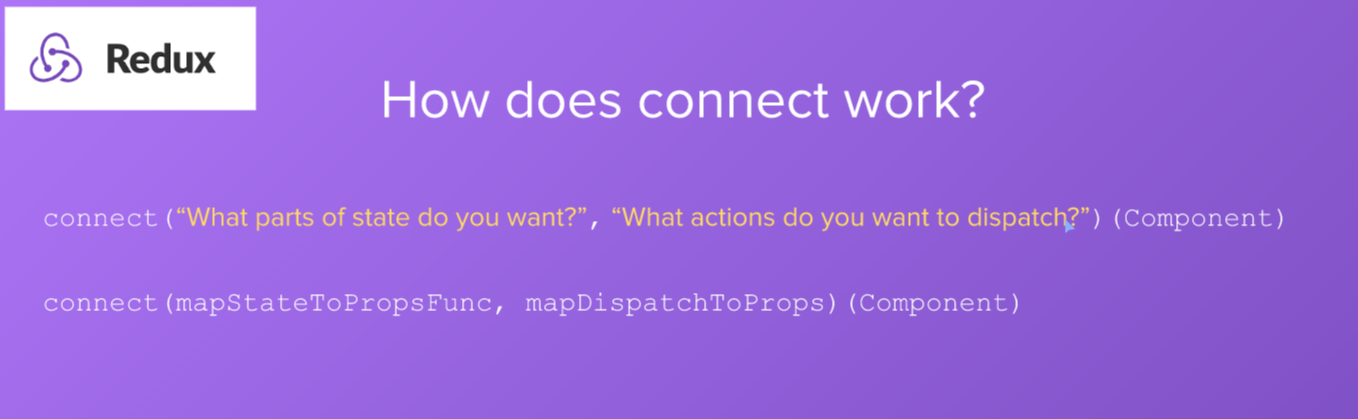 Redux
How does connect work?
connect(“What parts of state do you want?”, “What actions do you want to dispatch?”)(Component)
connect(mapStateToPropsFunc, mapDispatchToProps)(Component)